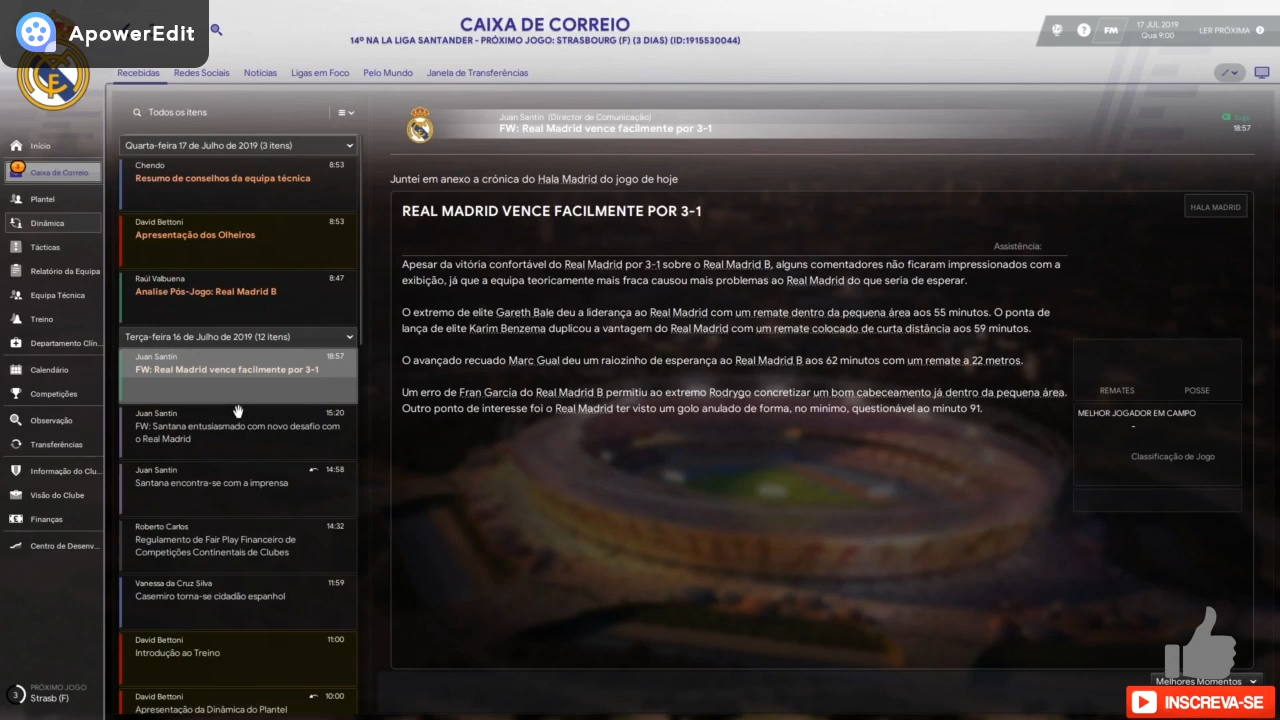 ApowerEdit
CAIXA DE CORREIO
14º NA LA LIGA SANTANDER - PRÓXIMO JOGO: STRASBOURG (F) (3 DIAS) (ID:1915530044)
?
FM
17 JUL 2019
Qua 9:00
LER PRÓXIMA
Recebidas
Redes Sociais
Notícias
Ligas em Foco
Pelo Mundo
Janela de Transferências
Início
3
Caixa de Correio
Plantel
Dinâmica
Tácticas
Relatório da Equipa
Equipa Técnica
Treino
Departamento Clín...
Calendário
Competições
Observação
Transferências
Informação do Clu...
Visão do Clube
Finanças
Centro de Desenv...
3
PRÓXIMO JOGO
Strasb (F)
Todos os itens
Quarta-feira 17 de Julho de 2019 (3 itens)
Chendo 8:53
Resumo de conselhos da equipa técnica
David Bettoni 8:53
Apresentação dos Olheiros
Raúl Valbuena 8:47
Analise Pós-Jogo: Real Madrid B
Terça-feira 16 de Julho de 2019 (12 itens)
Juan Santín 18:57
FW: Real Madrid vence facilmente por 3-1
Juan Santín 15:20
FW: Santana entusiasmado com novo desafio com
o Real Madrid
Juan Santín 14:58
Santana encontra-se com a imprensa
Roberto Carlos 14:32
Regulamento de Fair Play Financeiro de
Competições Continentais de Clubes
Vanessa da Cruz Silva 11:59
Casemiro torna-se cidadão espanhol
David Bettoni 11:00
Introdução ao Treino
David Bettoni 10:00
Apresentação da Dinâmica do Plantel
Juan Santín (Director de Comunicação)
FW: Real Madrid vence facilmente por 3-1
Jogo
18:57
Juntei em anexo a crónica do Hala Madrid do jogo de hoje
REAL MADRID VENCE FACILMENTE POR 3-1
HALA MADRID
Assistência:
Apesar da vitória confortável do Real Madrid por 3-1 sobre o Real Madrid B, alguns comentadores não ficaram impressionados com a
exibição, já que a equipa teoricamente mais fraca causou mais problemas ao Real Madrid do que seria de esperar.
O extremo de elite Gareth Bale deu a liderança ao Real Madrid com um remate dentro da pequena área aos 55 minutos. O ponta de
lança de elite Karim Benzema duplicou a vantagem do Real Madrid com um remate colocado de curta distância aos 59 minutos.
O avançado recuado Marc Gual deu um raiozinho de esperança ao Real Madrid B aos 62 minutos com um remate a 22 metros.
Um erro de Fran García do Real Madrid B permitiu ao extremo Rodrygo concretizar um bom cabeceamento já dentro da pequena área.
Outro ponto de interesse foi o Real Madrid ter visto um golo anulado de forma, no mínimo, questionável ao minuto 91.
REMATES
POSSE
MELHOR JOGADOR EM CAMPO
-
Classificação de Jogo
Melhores Momentos
INSCREVA-SE